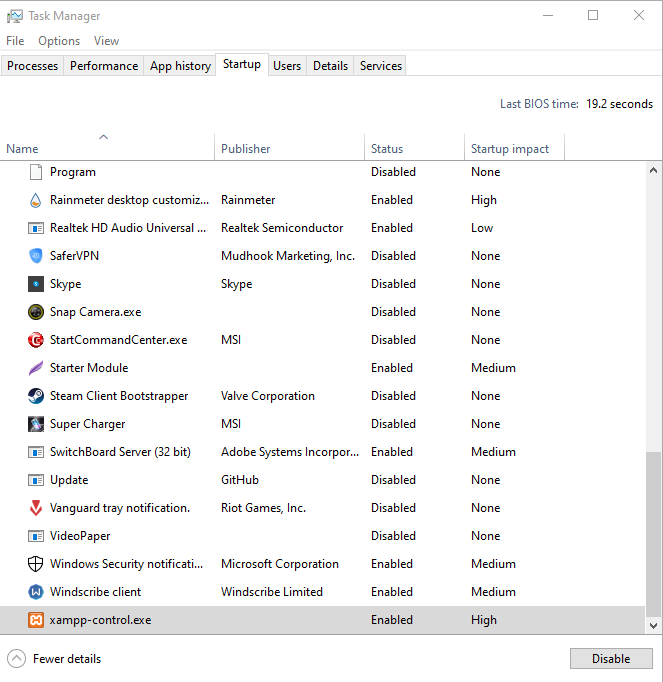 Task Manager
File Options View
Processes Performance App history Startup Users Details Services
Last BIOS time: 19.2 seconds
Name Publisher Status Startup impact
Program Disabled None
Rainmeter desktop customiz... Rainmeter Enabled High
Realtek HD Audio Universal ... Realtek Semiconductor Enabled Low
SaferVPN Mudhook Marketing, Inc. Disabled None
Skype Skype Disabled None
Snap Camera.exe Disabled None
StartCommandCenter.exe MSI Disabled None
Starter Module Enabled Medium
Steam Client Bootstrapper Valve Corporation Disabled None
Super Charger MSI Disabled None
SwitchBoard Server (32 bit) Adobe Systems Incorpor... Enabled Medium
Update GitHub Disabled None
Vanguard tray notification. Riot Games, Inc. Disabled None
VideoPaper Disabled None
Windows Security notificati... Microsoft Corporation Enabled Medium
Windscribe client Windscribe Limited Enabled Medium
xampp-control.exe Enabled High
Fewer details Disable